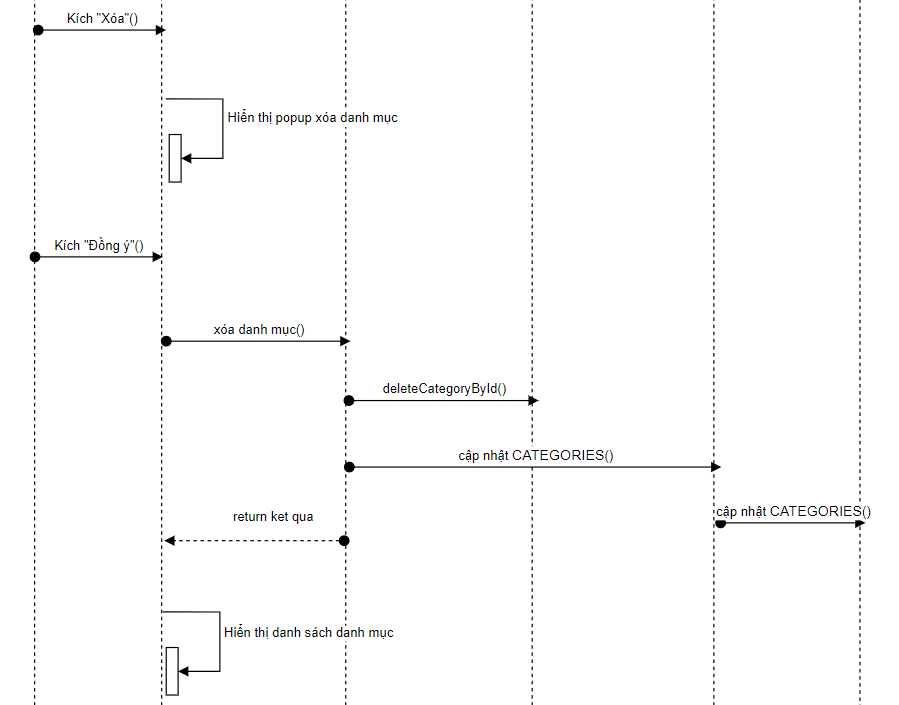 Kích "Xóa"()
Hiển thị popup xóa danh mục
Kích "Đồng ý"()
xóa danh mục()
deleteCategoryById()
cập nhật CATEGORIES()
cập nhật CATEGORIES()
return ket qua
Hiển thị danh sách danh mục